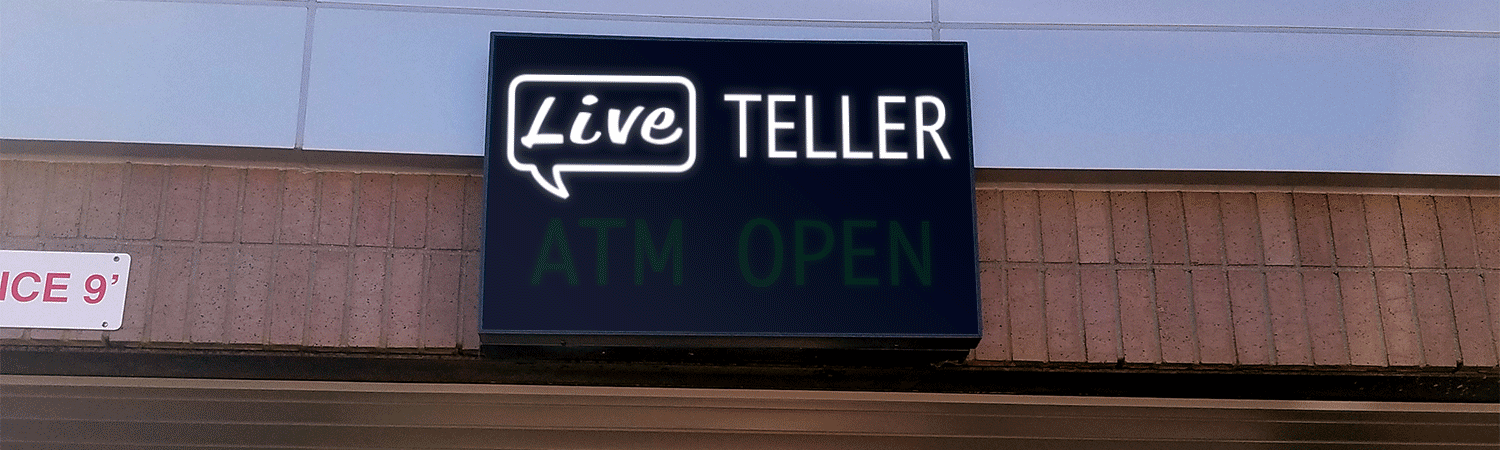 Live TELLER
ATM OPEN
ICE 9'